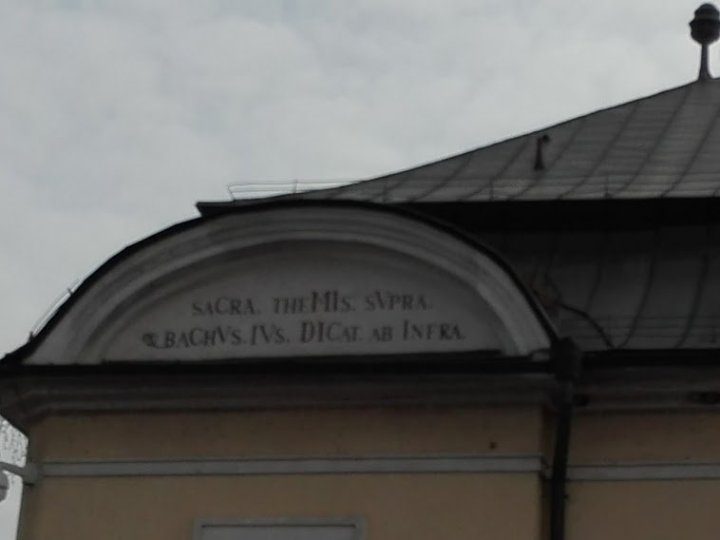 saCRA. theMIs. sVPRA.
& BACHVs. IVs. DICAT. AB INFRA.